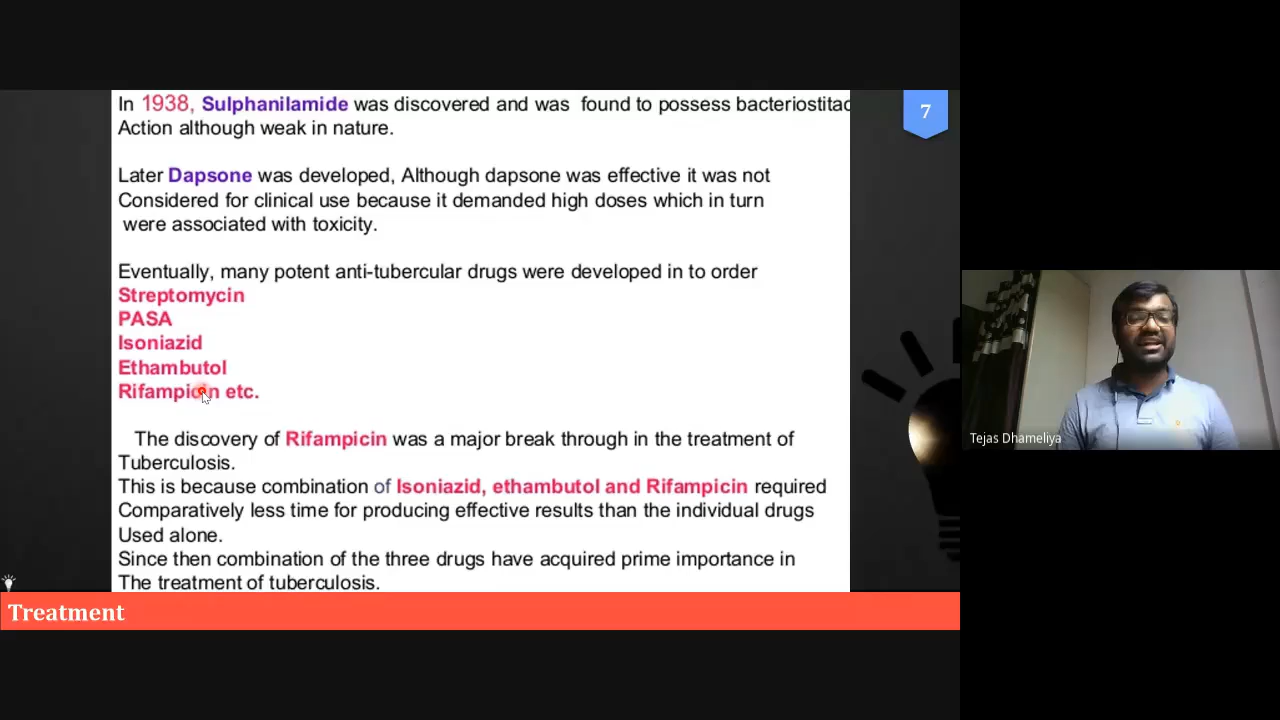 In 1938, Sulphanilamide was discovered and was found to possess bacteriostitac
Action although weak in nature.
Later Dapsone was developed, Although dapsone was effective it was not
Considered for clinical use because it demanded high doses which in turn
were associated with toxicity.
Eventually, many potent anti-tubercular drugs were developed in to order
Streptomycin
PASA
Isoniazid
Ethambutol
Rifampicin etc.
The discovery of Rifampicin was a major break through in the treatment of
Tuberculosis.
This is because combination of Isoniazid, ethambutol and Rifampicin required
Comparatively less time for producing effective results than the individual drugs
Used alone.
Since then combination of the three drugs have acquired prime importance in
The treatment of tuberculosis.
7
Treatment
Tejas Dhameliya